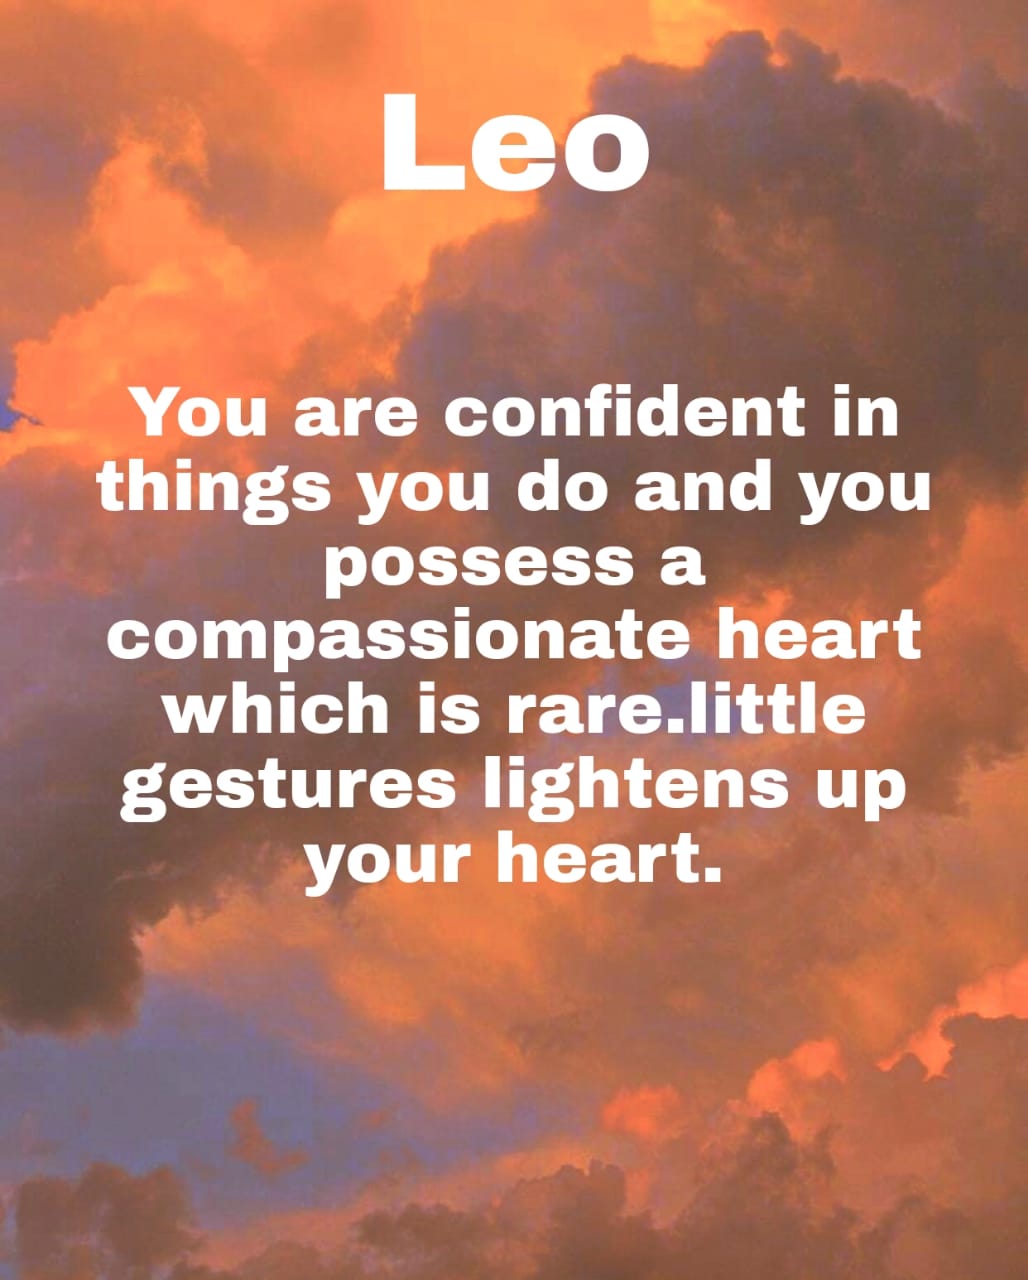 Leo
You are confident in
things you do and you
possess a
compassionate heart
which is rare.little
gestures lightens up
your heart.